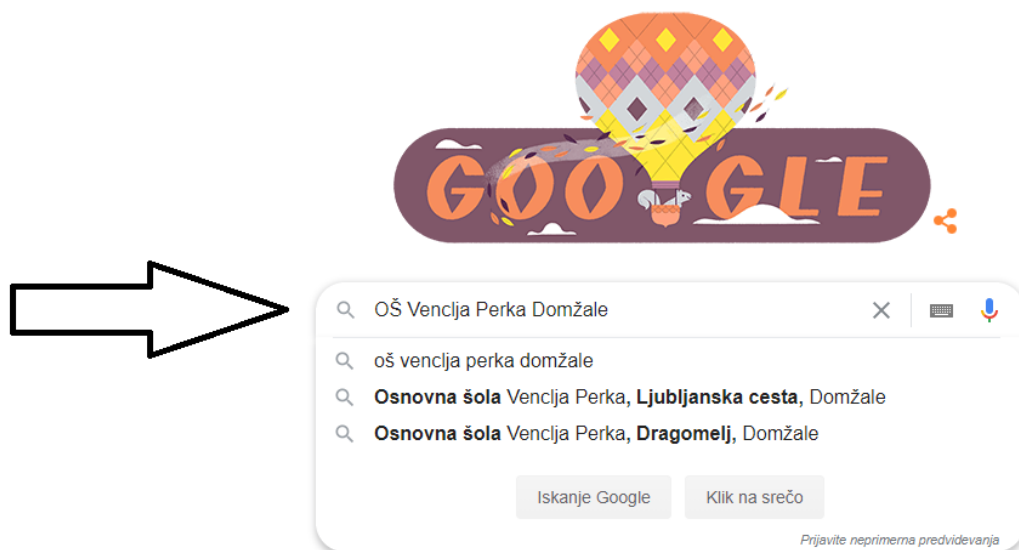 GOOGLE
OŠ Venclja Perka Domžale
oš venclja perka domžale
Osnovna šola Venclja Perka, Ljubljanska cesta, Domžale
Osnovna šola Venclja Perka, Dragomelj, Domžale
Iskanje Google
Klik na srečo
Prijavite neprimerna predvidevanja